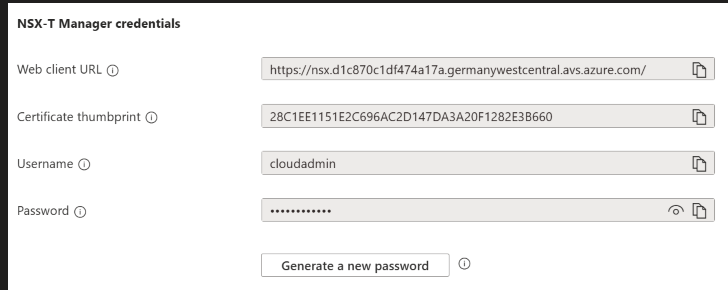 NSX-T Manager credentials
Web client URL https://nsx.d1c870c1df474a17a.germanywestcentral.avs.azure.com/
Certificate thumbprint 28C1EE1151E2C696AC2D147DA3A20F1282E3B660
Username cloudadmin
Password ••••••••••••
Generate a new password